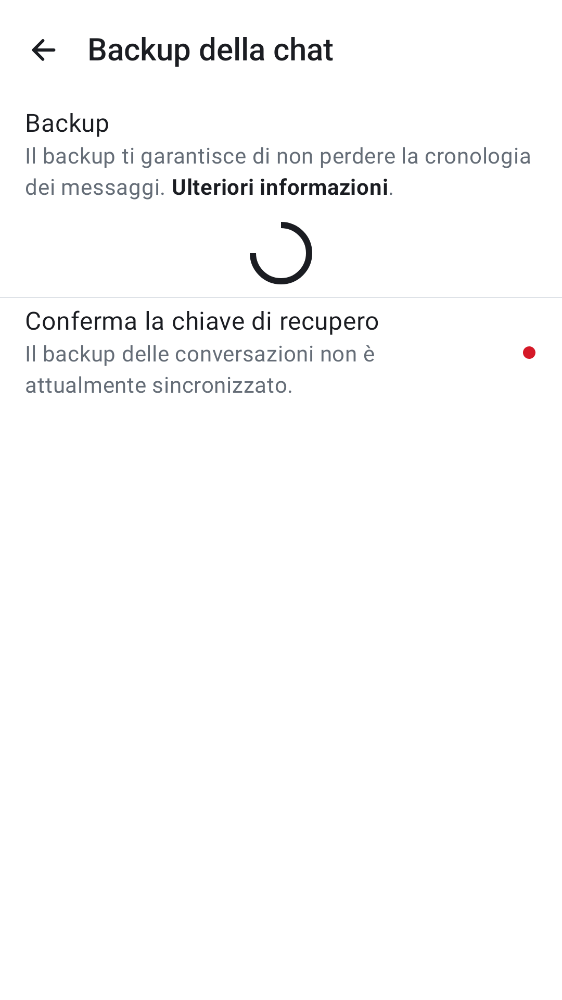 Backup della chat
Backup
Il backup ti garantisce di non perdere la cronologia
dei messaggi. Ulteriori informazioni.
Conferma la chiave di recupero
Il backup delle conversazioni non è
attualmente sincronizzato.